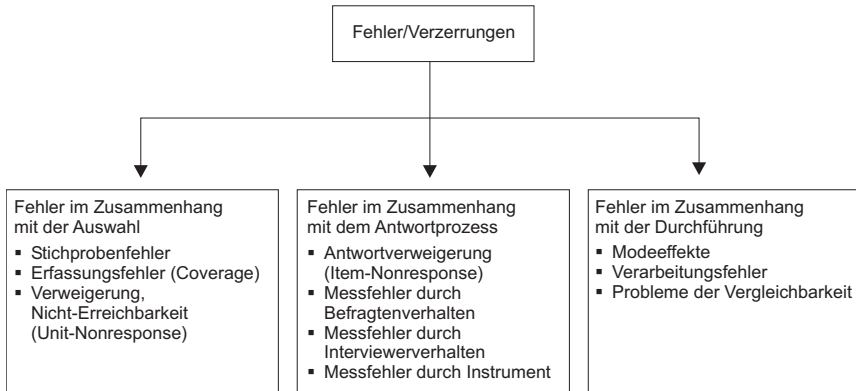 Fehler/Verzerrungen
Fehler im Zusammenhang
mit der Auswahl
▪ Stichprobenfehler
▪ Erfassungsfehler (Coverage)
▪ Verweigerung,
Nicht-Erreichbarkeit
(Unit-Nonresponse)
Fehler im Zusammenhang
mit dem Antwortprozess
▪ Antwortverweigerung
(Item-Nonresponse)
▪ Messfehler durch
Befragtenverhalten
▪ Messfehler durch
Interviewerverhalten
▪ Messfehler durch Instrument
Fehler im Zusammenhang
mit der Durchführung
▪ Modeeffekte
▪ Verarbeitungsfehler
▪ Probleme der Vergleichbarkeit